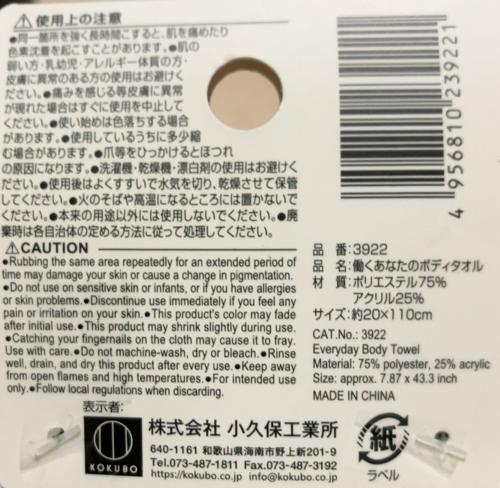 ⚠使用上の注意
●同一箇所を強く長時間こすると、肌を痛めたり
色素沈着を起こすことがあります。●肌の
弱い方・乳幼児・アレルギー体質の方・
皮膚に異常のある方の使用はお避けく
ださい。●痛みを感じる等皮膚に異常
が現れた場合はすぐに使用を中止して
ください。●使い始めは色落ちする場合
があります。●使用しているうちに多少縮
む場合があります。●爪等をひっかけるとほつれ
の原因になります。●洗濯機・乾燥機・漂白剤の使用はお避けく
ださい。●使用後はよくすすいで水気を切り、乾燥させて保管
してください。●火のそばや高温になるところには置かないで
ください。●本来の用途以外には使用しないでください。●廃
棄時は各自治体の定める方法に従って処理してください。
4 956810 239221
⚠CAUTION
●Rubbing the same area repeatedly for an extended period of
time may damage your skin or cause a change in pigmentation.
●Do not use on sensitive skin or infants, or if you have allergies
or skin problems.●Discontinue use immediately if you feel any
pain or irritation on your skin.●This product's color may fade
after initial use.●This product may shrink slightly during use.
●Catching your fingernails on the cloth may cause it to fray.
Use with care.●Do not machine-wash, dry or bleach.●Rinse
well, drain, and dry this product after every use.●Keep away
from open flames and high temperatures.●For intended use
only.●Follow local regulations when discarding.
品 番:3922
品 名:働くあなたのボディタオル
材 質:ポリエステル75%
アクリル25%
サイズ:約20×110cm
CAT.No.: 3922
Everyday Body Towel
Material: 75% polyester, 25% acrylic
Size: approx. 7.87 x 43.3 inch
MADE IN CHINA
表示者:
KOKUBO
株式会社 小久保工業所
640-1161 和歌山県海南市野上新201-9
Tel.073-487-1811 Fax.073-487-3192
https://kokubo.co.jp info@kokubo.co.jp
紙
ラベル